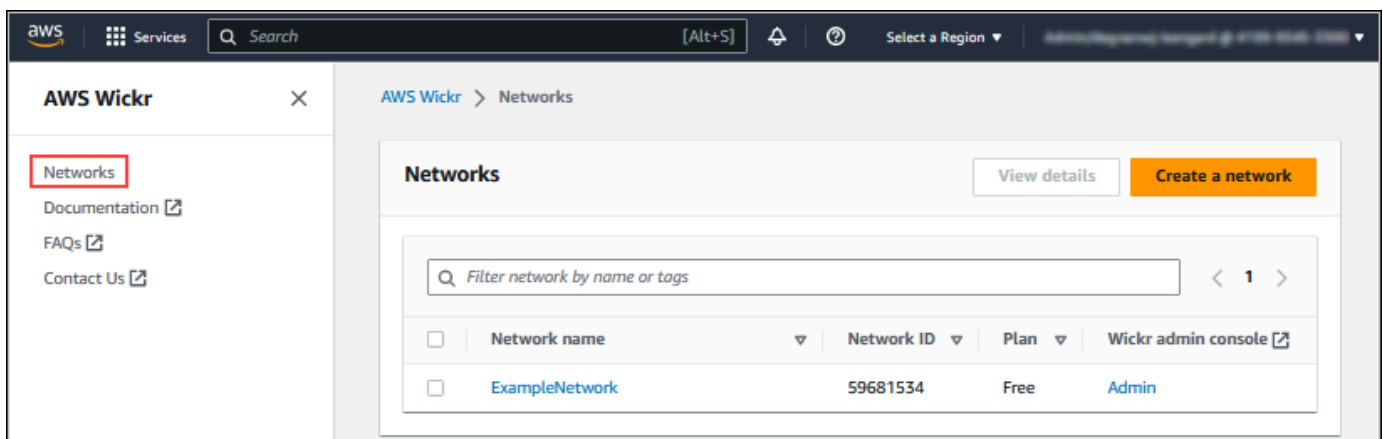 aws Services Search [Alt+S] Select a Region
AWS Wickr
Networks
Documentation
FAQs
Contact Us
AWS Wickr > Networks
Networks View details Create a network
Filter network by name or tags < 1 >
Network name Network ID Plan Wickr admin console
ExampleNetwork 59681534 Free Admin